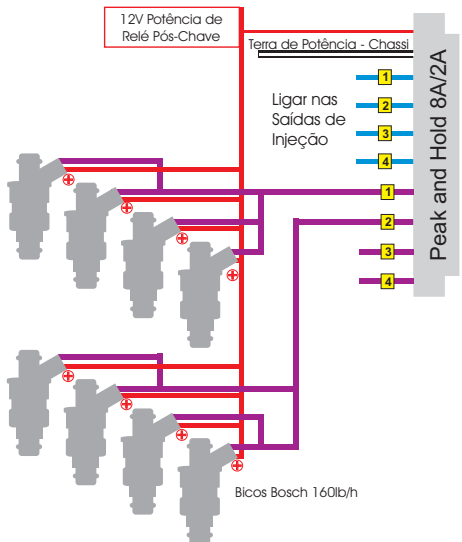 12V Potência de
Relé Pós-Chave
Terra de Potência - Chassi
Ligar nas
Saídas de
Injeção
1
2
3
4
1
2
3
4
Peak and Hold 8A/2A
Bicos Bosch 160lb/h